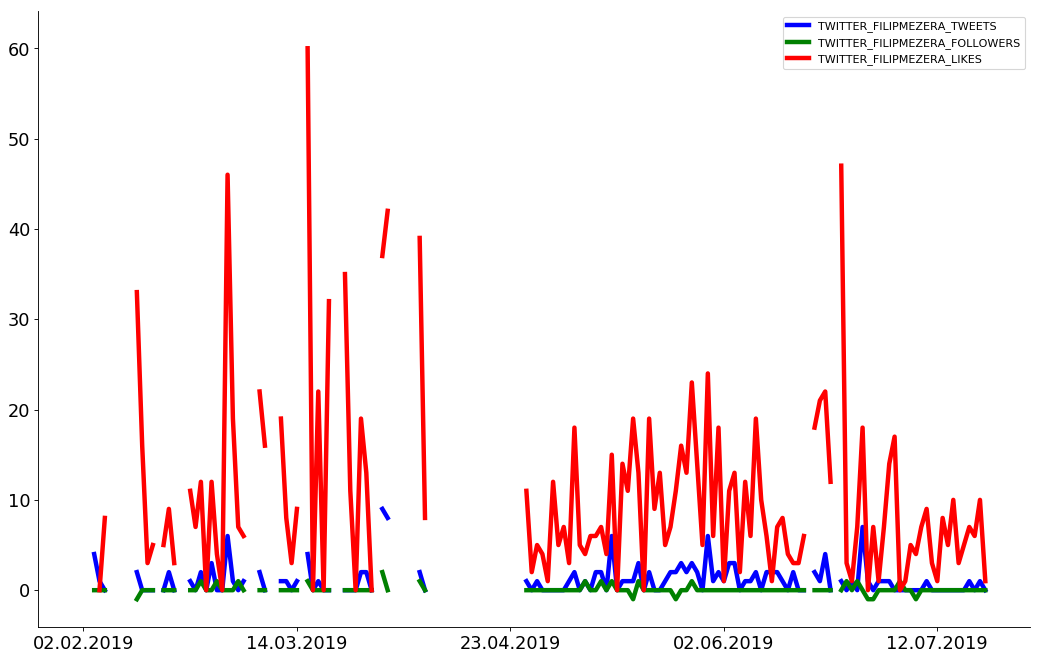 TWITTER_FILIPMEZERA_TWEETS
TWITTER_FILIPMEZERA_FOLLOWERS
TWITTER_FILIPMEZERA_LIKES
60
50
40
30
20
10
0
02.02.2019 14.03.2019 23.04.2019 02.06.2019 12.07.2019